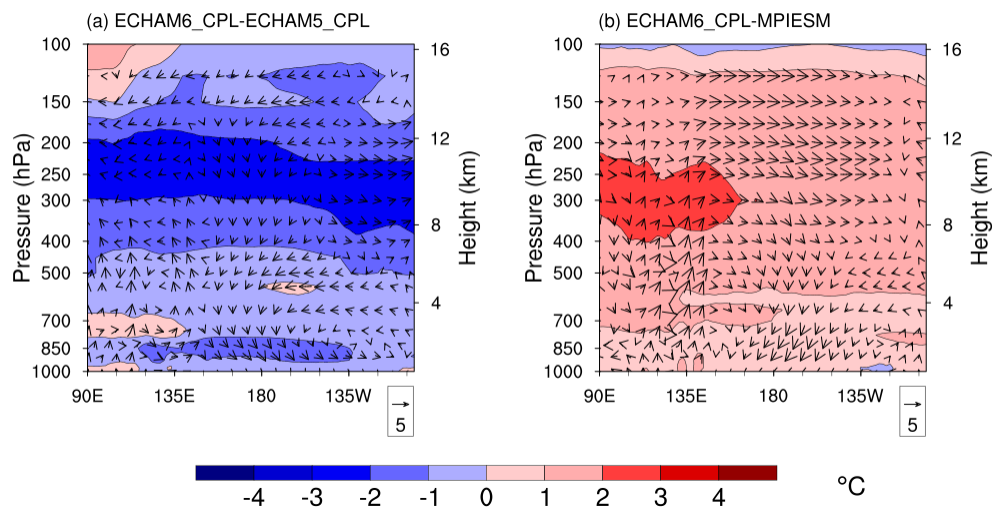 (a) ECHAM6_CPL-ECHAM5_CPL
(b) ECHAM6_CPL-MPIESM
Pressure (hPa)
100
150
200
250
300
400
500
700
850
1000
16
12
8
4
Height (km)
90E
135E
180
135W
5
Pressure (hPa)
100
150
200
250
300
400
500
700
850
1000
16
12
8
4
Height (km)
90E
135E
180
135W
5
-4 -3 -2 -1 0 1 2 3 4
°C